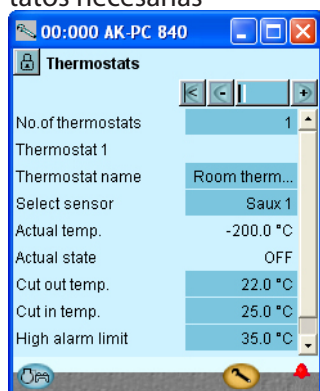 tatos necesarias
00:000 AK-PC 840
Thermostats
No.of thermostats 1
Thermostat 1
Thermostat name Room therm...
Select sensor Saux 1
Actual temp. -200.0 °C
Actual state OFF
Cut out temp. 22.0 °C
Cut in temp. 25.0 °C
High alarm limit 35.0 °C